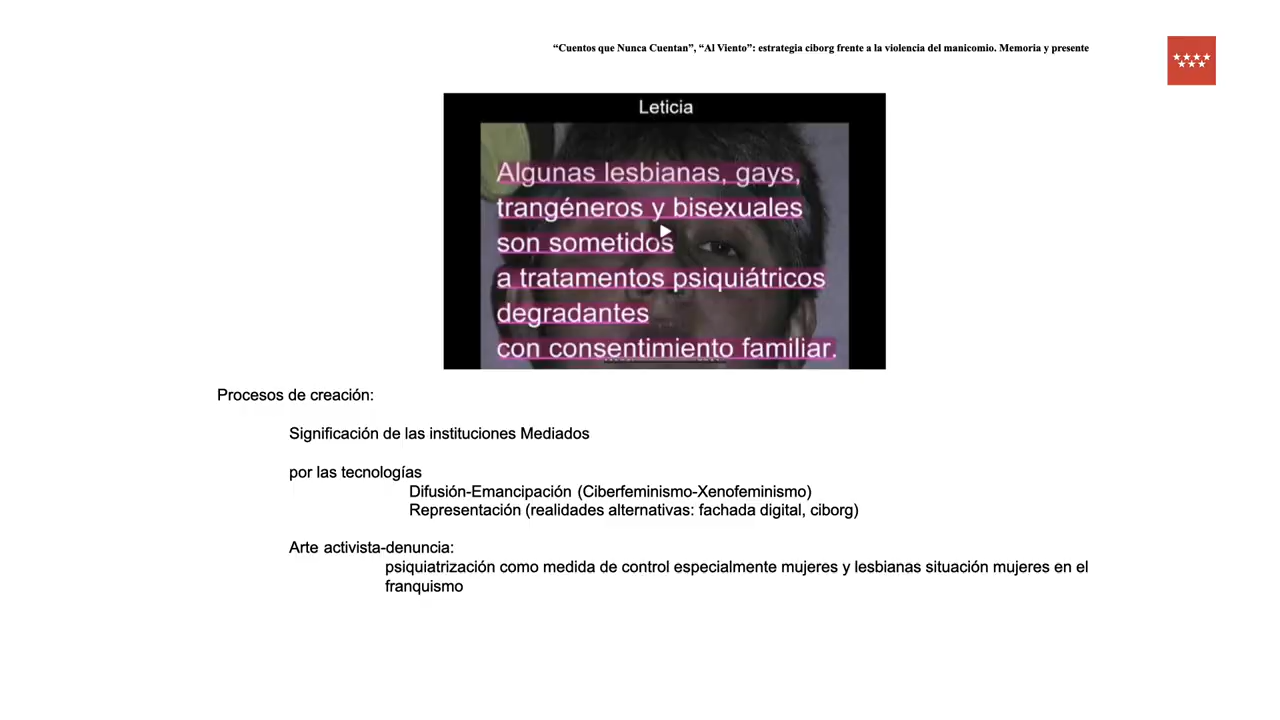 “Cuentos que Nunca Cuentan”, “Al Viento”: estrategia ciborg frente a la violencia del manicomio. Memoria y presente
Leticia
Algunas lesbianas, gays,
trangéneros y bisexuales
son sometidos
a tratamentos psiquiátricos
degradantes
con consentimiento familiar.
Procesos de creación:
Significación de las instituciones Mediados
por las tecnologías
Difusión-Emancipación (Ciberfeminismo-Xenofeminismo)
Representación (realidades alternativas: fachada digital, ciborg)
Arte activista-denuncia:
psiquiatrización como medida de control especialmente mujeres y lesbianas situación mujeres en el
franquismo